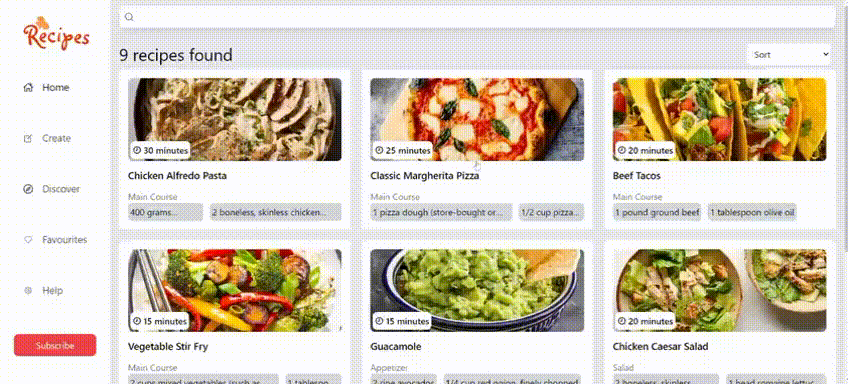 Recipes
Home
Create
Discover
Favourites
Help
Subscribe
9 recipes found
Sort
30 minutes
Chicken Alfredo Pasta
Main Course
400 grams...
2 boneless, skinless chicken...
25 minutes
Classic Margherita Pizza
Main Course
1 pizza dough (store-bought or...
1/2 cup pizza...
20 minutes
Beef Tacos
Main Course
1 pound ground beef
1 tablespoon olive oil
15 minutes
Vegetable Stir Fry
Main Course
2 cups mixed vegetables (such as
1 tablespoon
15 minutes
Guacamole
Appetizer
2 ripe avocados
1/4 cup red onion, finely chopped
20 minutes
Chicken Caesar Salad
Salad
2 boneless, skinless
1 head romaine lettuc